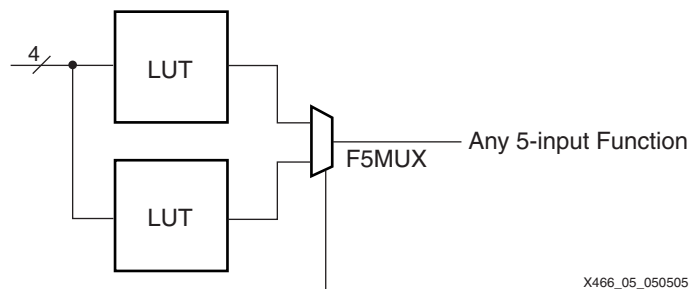 4
LUT
F5MUX
Any 5-input Function
LUT
X466_05_050505